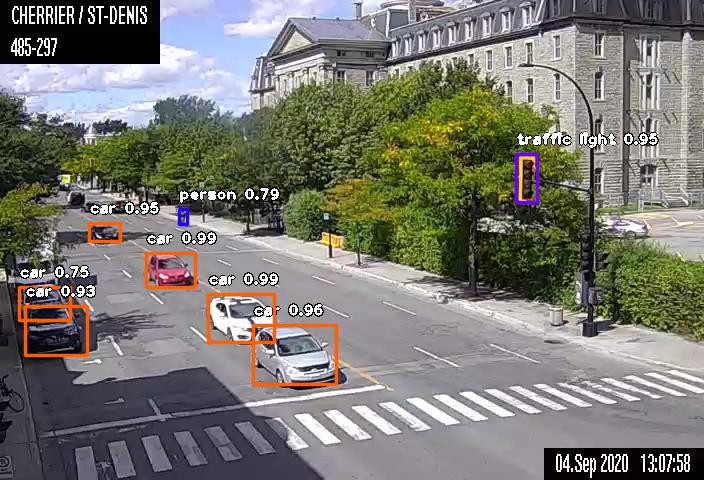 CHERRIER / ST-DENIS
485-297
traffic light 0.95
person 0.79
car 0.95
car 0.99
car 0.75
car 0.99
car 0.93
car 0.96
04.Sep 2020 13:07:58